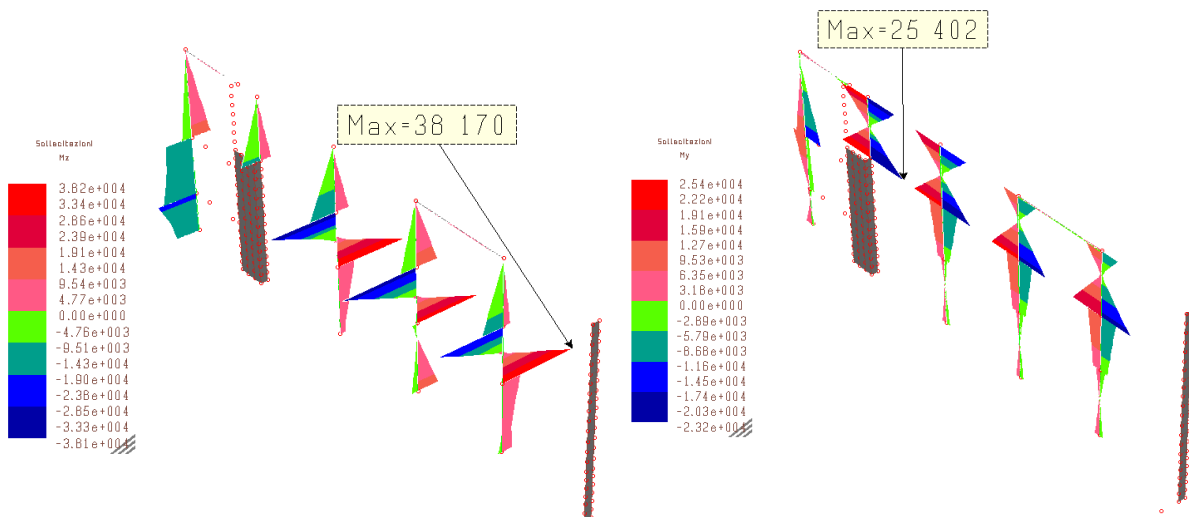 Max=38 170
Sollecitazioni
Mz
3.82e+004
3.34e+004
2.86e+004
2.39e+004
1.91e+004
1.43e+004
9.54e+003
4.77e+003
0.00e+000
-4.76e+003
-9.51e+003
-1.43e+004
-1.90e+004
-2.38e+004
-2.85e+004
-3.33e+004
-3.81e+004
Max=25 402
Sollecitazioni
My
2.54e+004
2.22e+004
1.91e+004
1.59e+004
1.27e+004
9.53e+003
6.35e+003
3.18e+003
0.00e+000
-2.89e+003
-5.79e+003
-8.68e+003
-1.16e+004
-1.45e+004
-1.74e+004
-2.03e+004
-2.32e+004